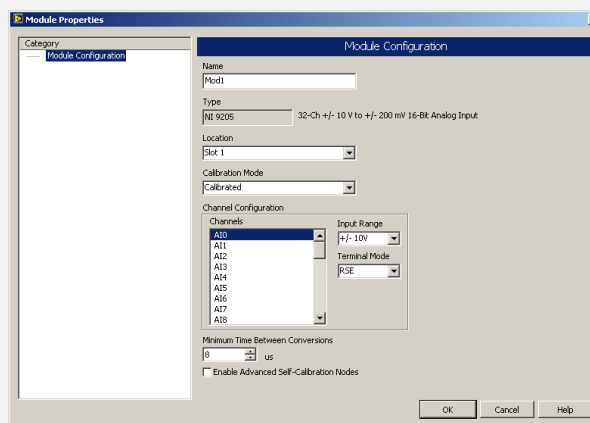 Module Properties
Category
Module Configuration
Module Configuration
Name
Mod1
Type
NI 9205
32-Ch +/- 10 V to +/- 200 mV 16-Bit Analog Input
Location
Slot 1
Calibration Mode
Calibrated
Channel Configuration
Channels
Input Range
AI0
+/- 10V
AI1
AI2
Terminal Mode
AI3
RSE
AI4
AI5
AI6
AI7
AI8
Minimum Time Between Conversions
8 us
Enable Advanced Self-Calibration Nodes
OK Cancel Help